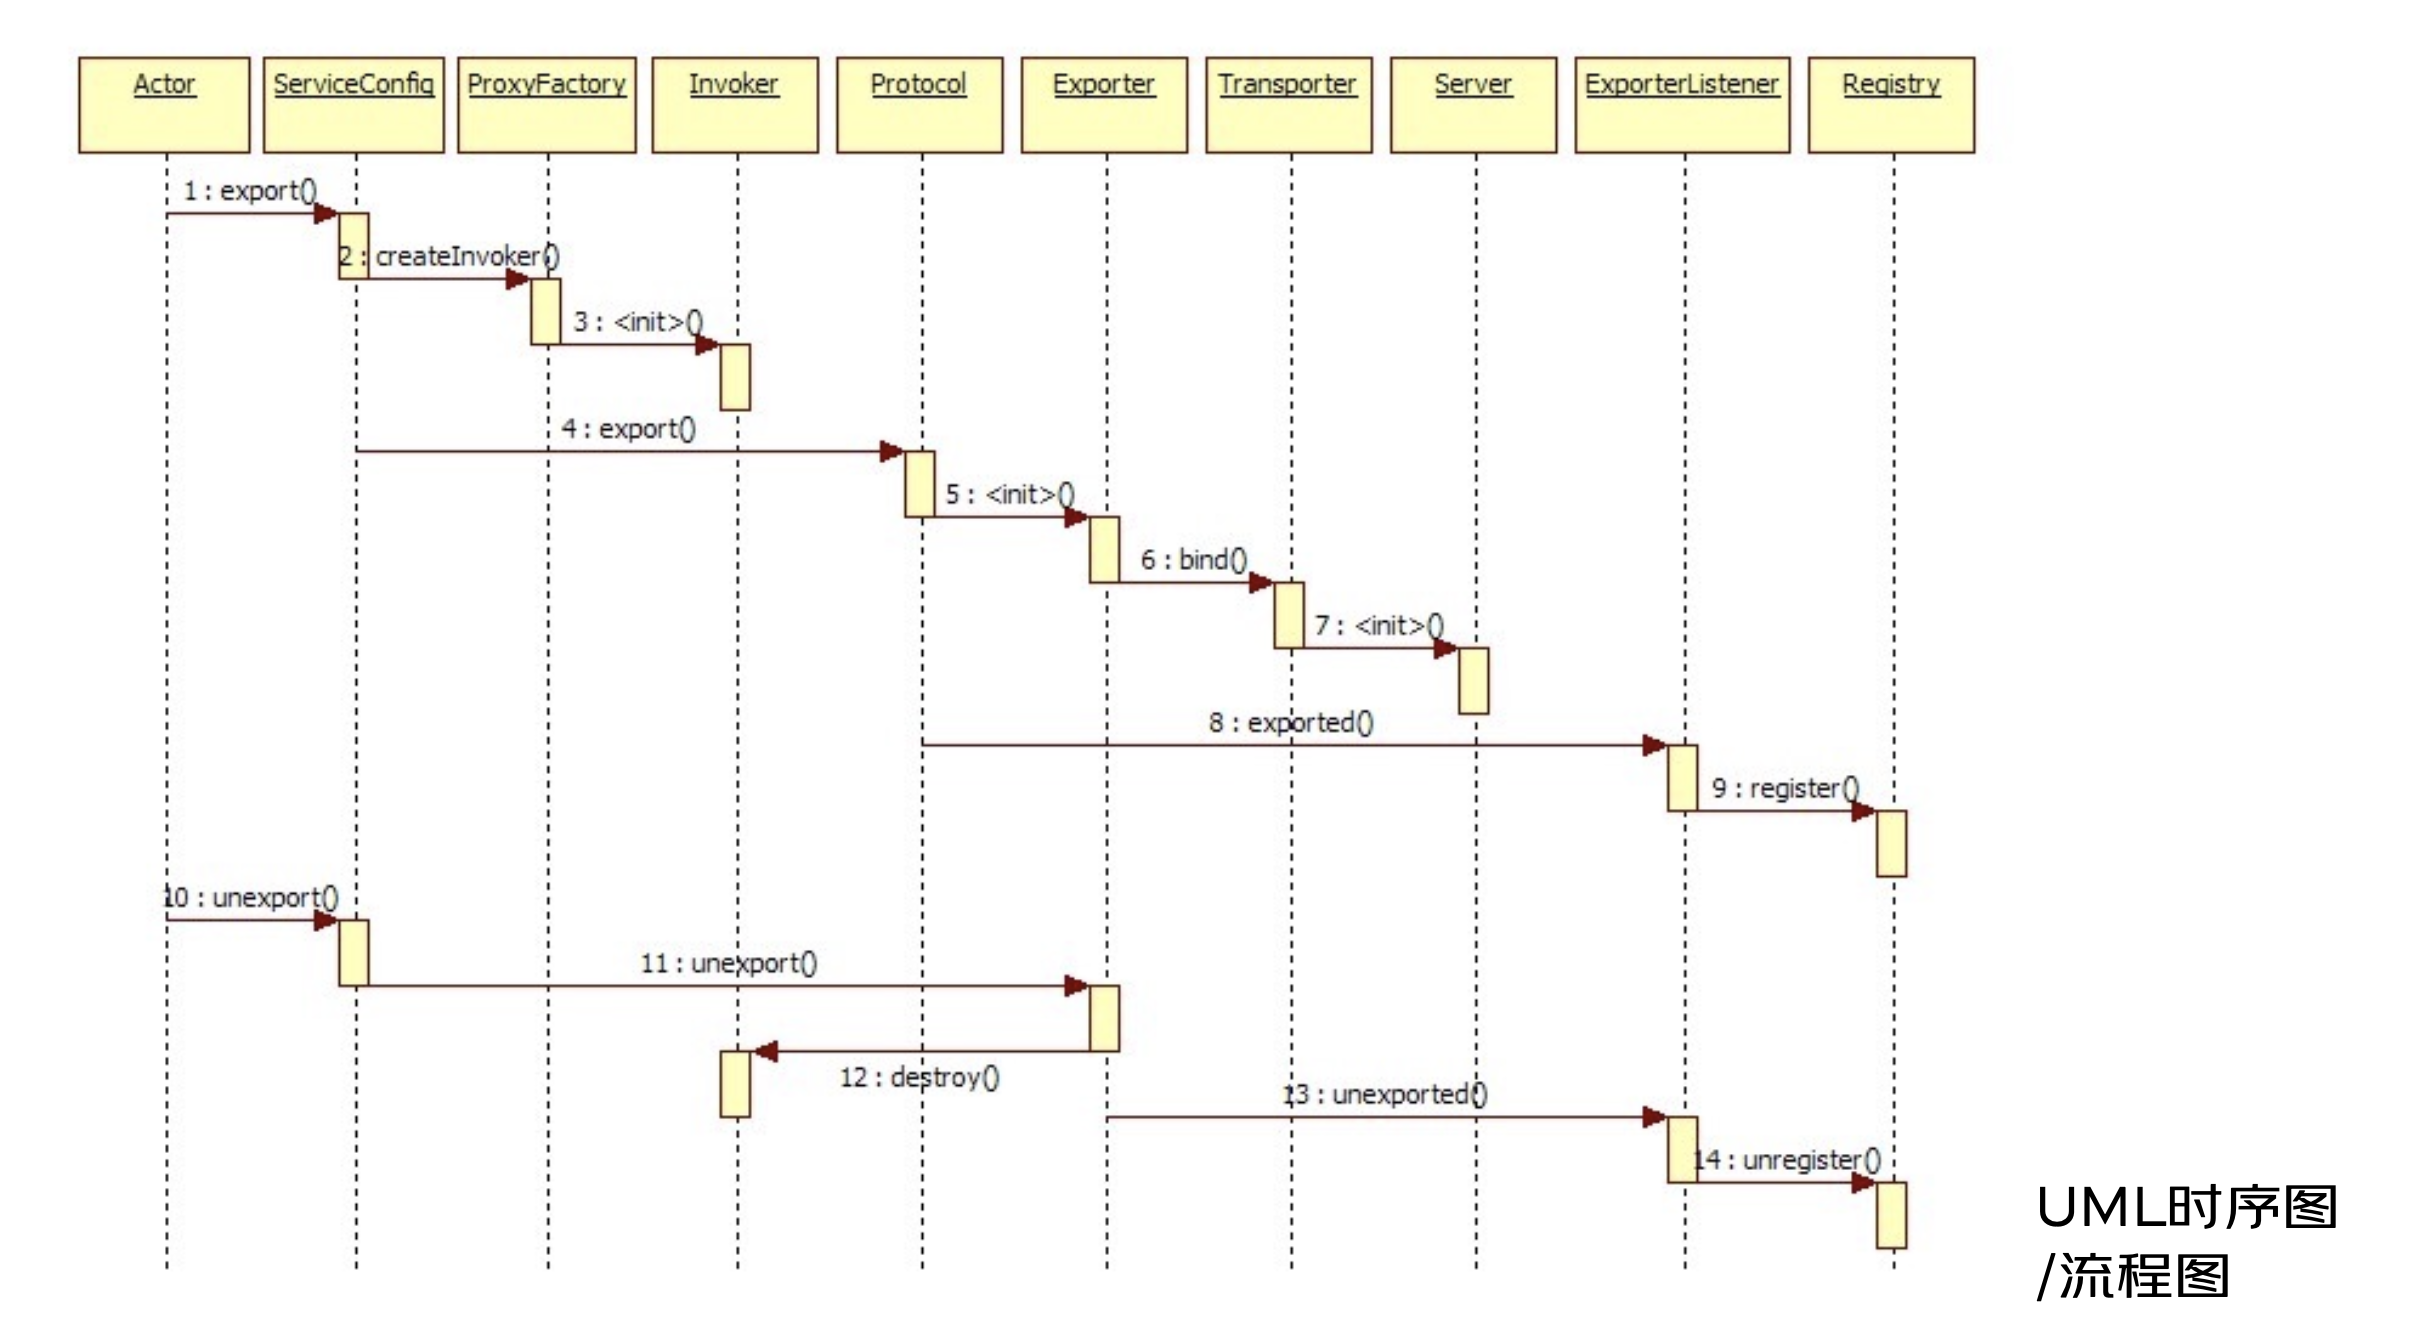 Actor
ServiceConfig
ProxyFactory
Invoker
Protocol
Exporter
Transporter
Server
ExporterListener
Registry
1 : export()
2 : createInvoker()
3 : <init>()
4 : export()
5 : <init>()
6 : bind()
7 : <init>()
8 : exported()
9 : register()
10 : unexport()
11 : unexport()
12 : destroy()
13 : unexported()
14 : unregister()
UML时序图
/流程图